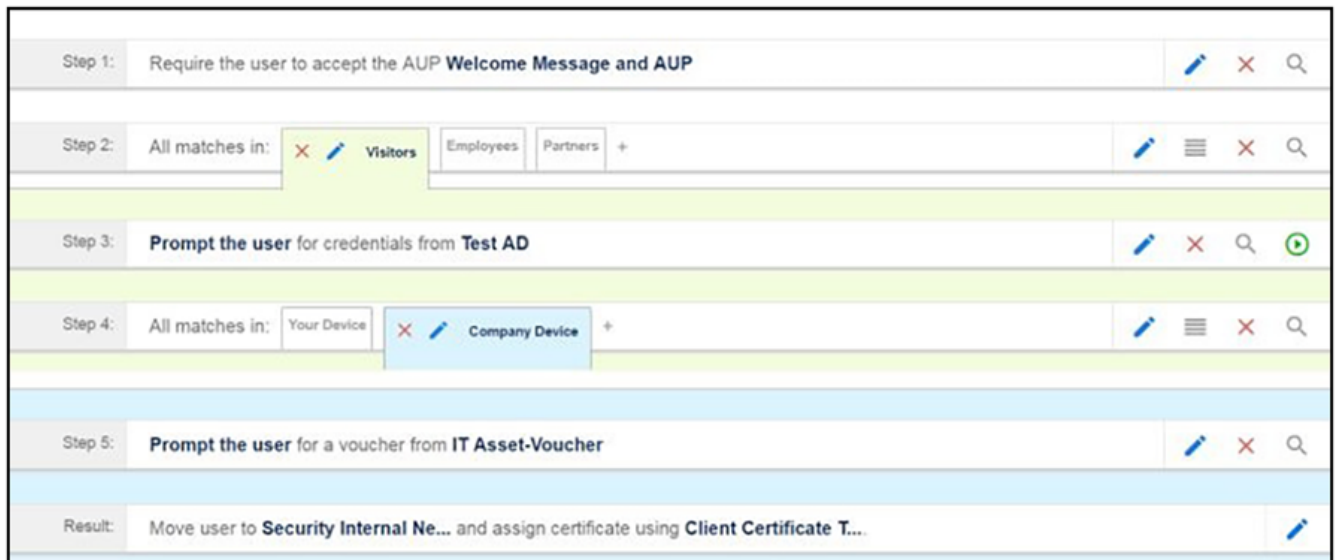 Step 1: Require the user to accept the AUP Welcome Message and AUP
Step 2: All matches in: Visitors Employees Partners +
Step 3: Prompt the user for credentials from Test AD
Step 4: All matches in: Your Device Company Device +
Step 5: Prompt the user for a voucher from IT Asset-Voucher
Result: Move user to Security Internal Ne... and assign certificate using Client Certificate T....